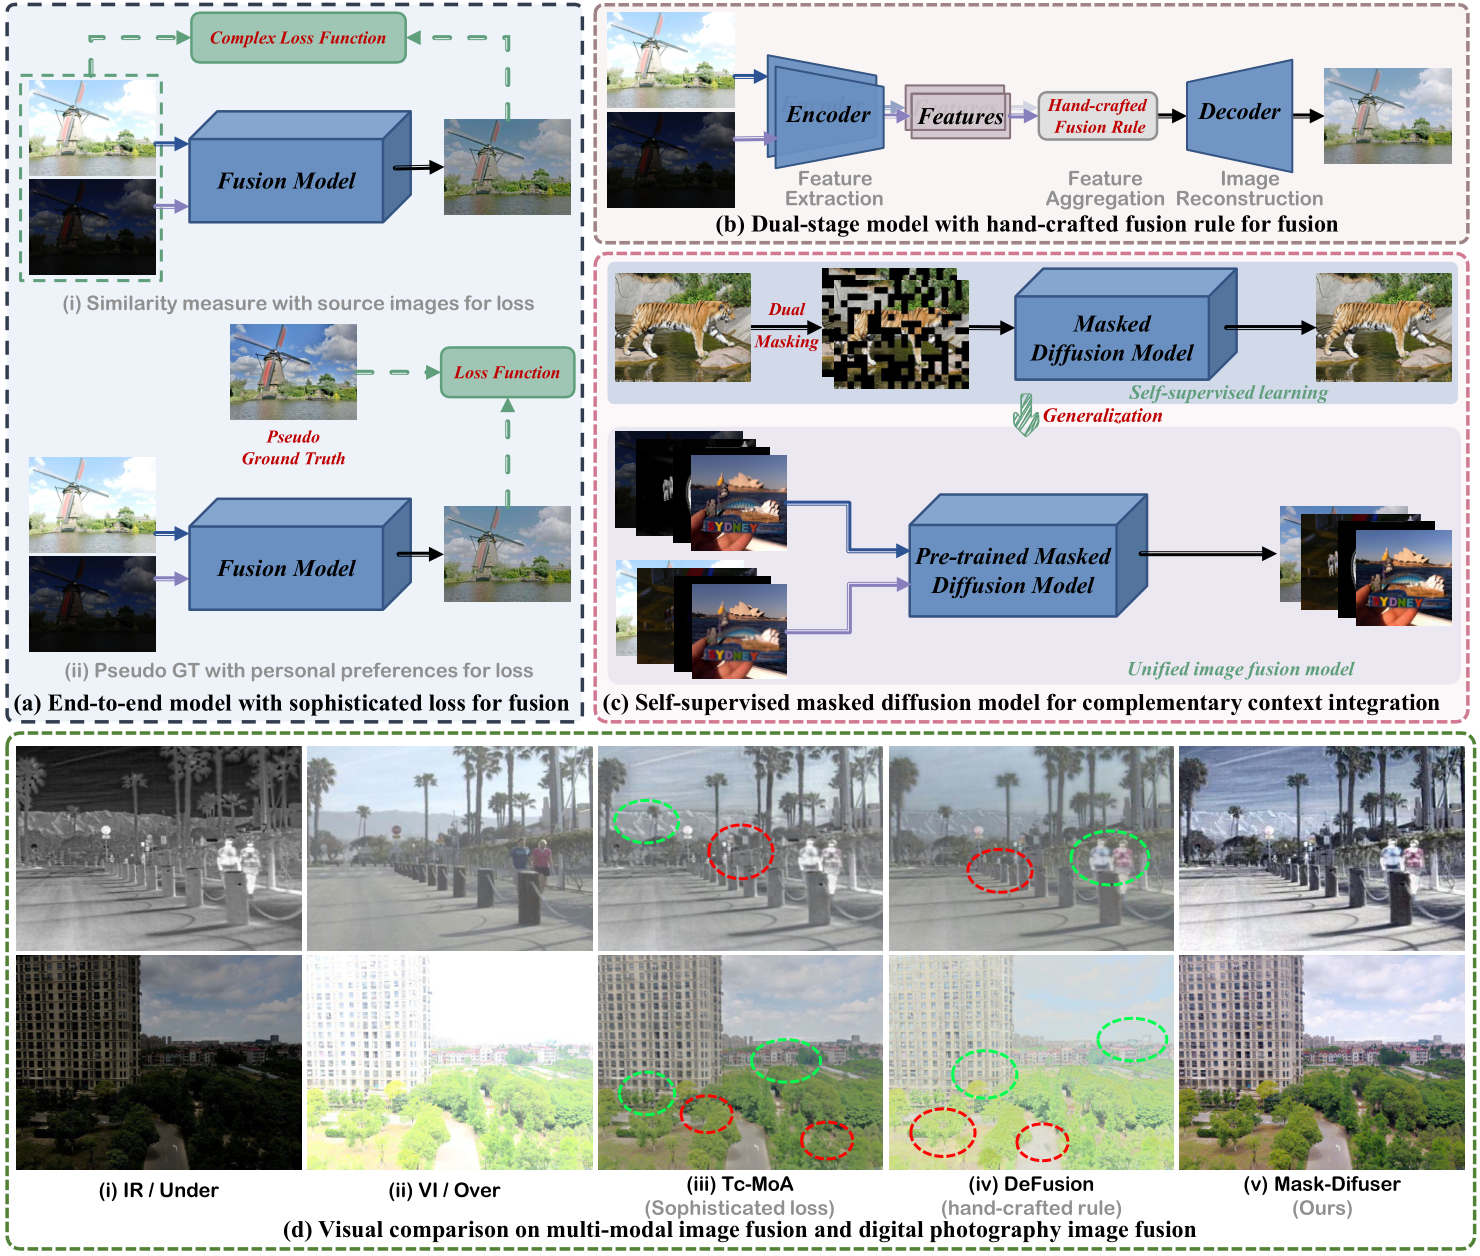 Complex Loss Function
Fusion Model
(i) Similarity measure with source images for loss
Loss Function
Pseudo
Ground Truth
Fusion Model
(ii) Pseudo GT with personal preferences for loss
(a) End-to-end model with sophisticated loss for fusion
Encoder
Features
Hand-crafted
Fusion Rule
Decoder
Feature
Extraction
Feature
Aggregation
Image
Reconstruction
(b) Dual-stage model with hand-crafted fusion rule for fusion
Dual
Masking
Masked
Diffusion Model
Self-supervised learning
Generalization
SYDNEY
SYDNEY
Pre-trained Masked
Diffusion Model
SYDNEY
Unified image fusion model
(c) Self-supervised masked diffusion model for complementary context integration
(i) IR / Under
(ii) VI / Over
(iii) Tc-MoA
(Sophisticated loss)
(iv) DeFusion
(hand-crafted rule)
(v) Mask-Difuser
(Ours)
(d) Visual comparison on multi-modal image fusion and digital photography image fusion